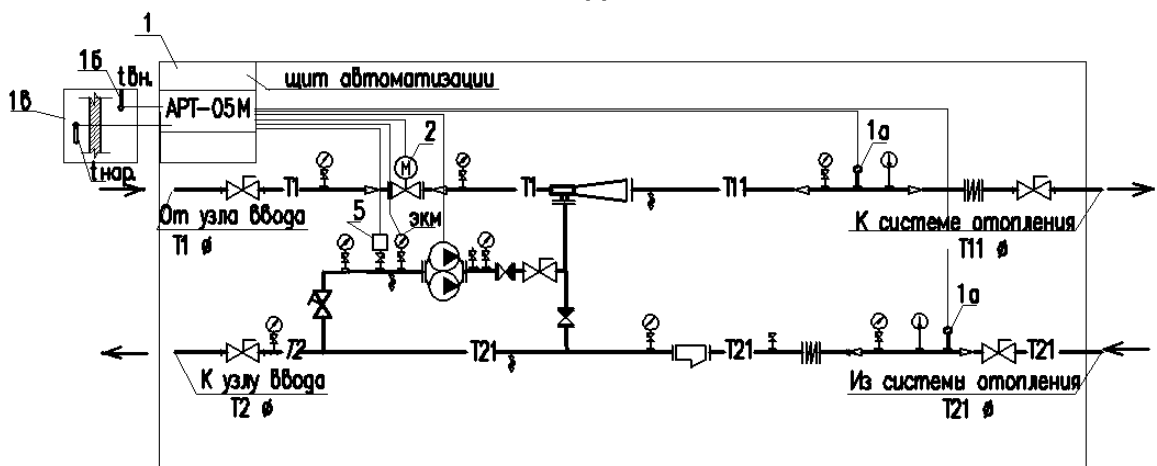 1
1б
tвн.
щит автоматизации
1в
АРТ-05М
2
1а
tнар.
М
Т1
Т1
Т11
От узла ввода
Т1 ø
5
ЭКМ
К системе отопления
Т11 ø
1а
Т2
Т21
Т21
Т21
К узлу ввода
Т2 ø
Из системы отопления
Т21 ø